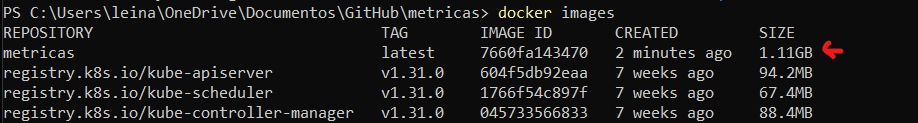 PS C:\Users\leina\OneDrive\Documentos\GitHub\metricas> docker images
REPOSITORY TAG IMAGE ID CREATED SIZE
metricas latest 7660fa143470 2 minutes ago 1.11GB
registry.k8s.io/kube-apiserver v1.31.0 604f5db92eaa 7 weeks ago 94.2MB
registry.k8s.io/kube-scheduler v1.31.0 1766f54c897f 7 weeks ago 67.4MB
registry.k8s.io/kube-controller-manager v1.31.0 045733566833 7 weeks ago 88.4MB